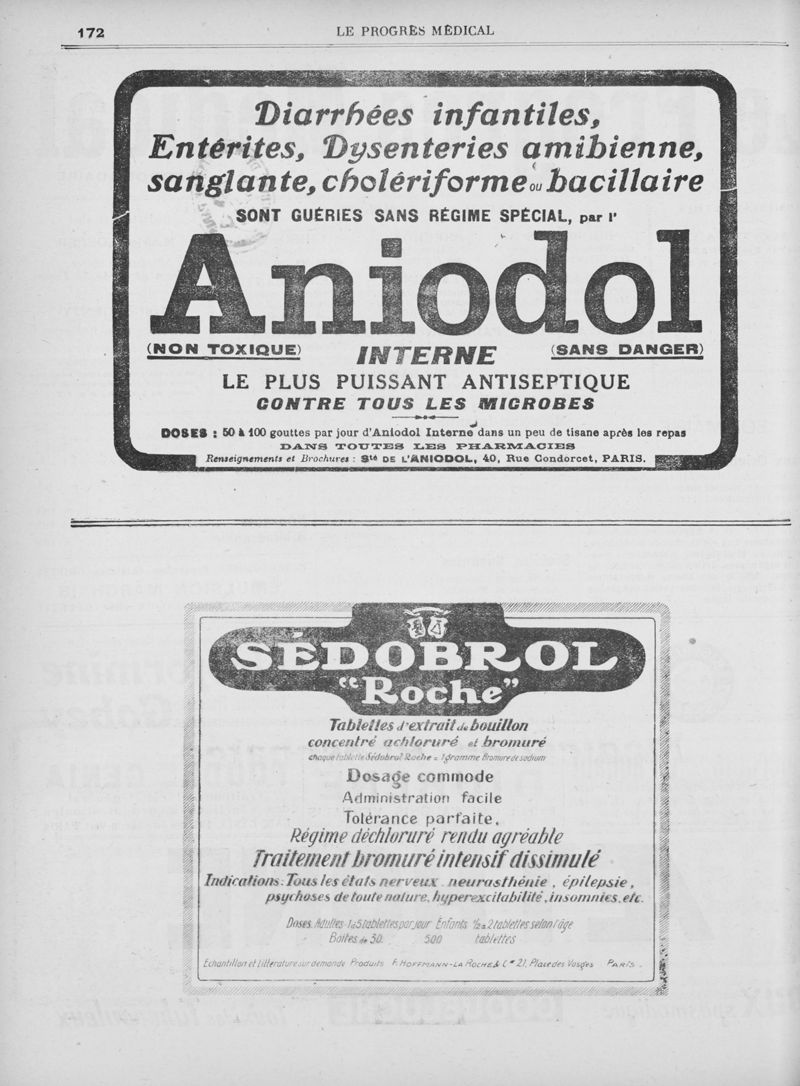 172
LE PROGRÈS MÉDICAL
Diarrhées infantiles,
Entérites, Dysenteries amibienne,
sanglante, cholériforme ou bacillaire
SONT GUÉRIES SANS RÉGIME SPÉCIAL, par l'
Aniodol
(NON TOXIQUE) INTERNE (SANS DANGER)
LE PLUS PUISSANT ANTISEPTIQUE
CONTRE TOUS LES MICROBES
DOSES : 50 à 100 gouttes par jour d'Aniodol Interne dans un peu de tisane après les repas
DANS TOUTES LES PHARMACIES
Renseignements et Brochures : Sté DE L'ANIODOL, 40, Rue Condorcet, PARIS.
SÉDOBROL
"Roche"
Tablettes d'extrait de bouillon
concentré achloruré et bromuré
chaque tablette Sédobrol Roche = 1 gramme Bromure de sodium
Dosage commode
Administration facile
Tolérance parfaite,
Régime déchloruré rendu agréable
Traitement bromuré intensif dissimulé
Indications: Tous les états nerveux, neurasthénie, épilepsie,
psychoses de toute nature, hyperexcitabilité, insomnies, etc.
Doses. Adultes 1 à 5 tablettes par jour Enfants ½ à 2 tablettes selon l'âge
Boîtes de 30. 500 tablettes
Echantillon et Littérature sur demande Produits F. HOFFMANN-LA ROCHE & Cie 21, Place des Vosges PARIS.